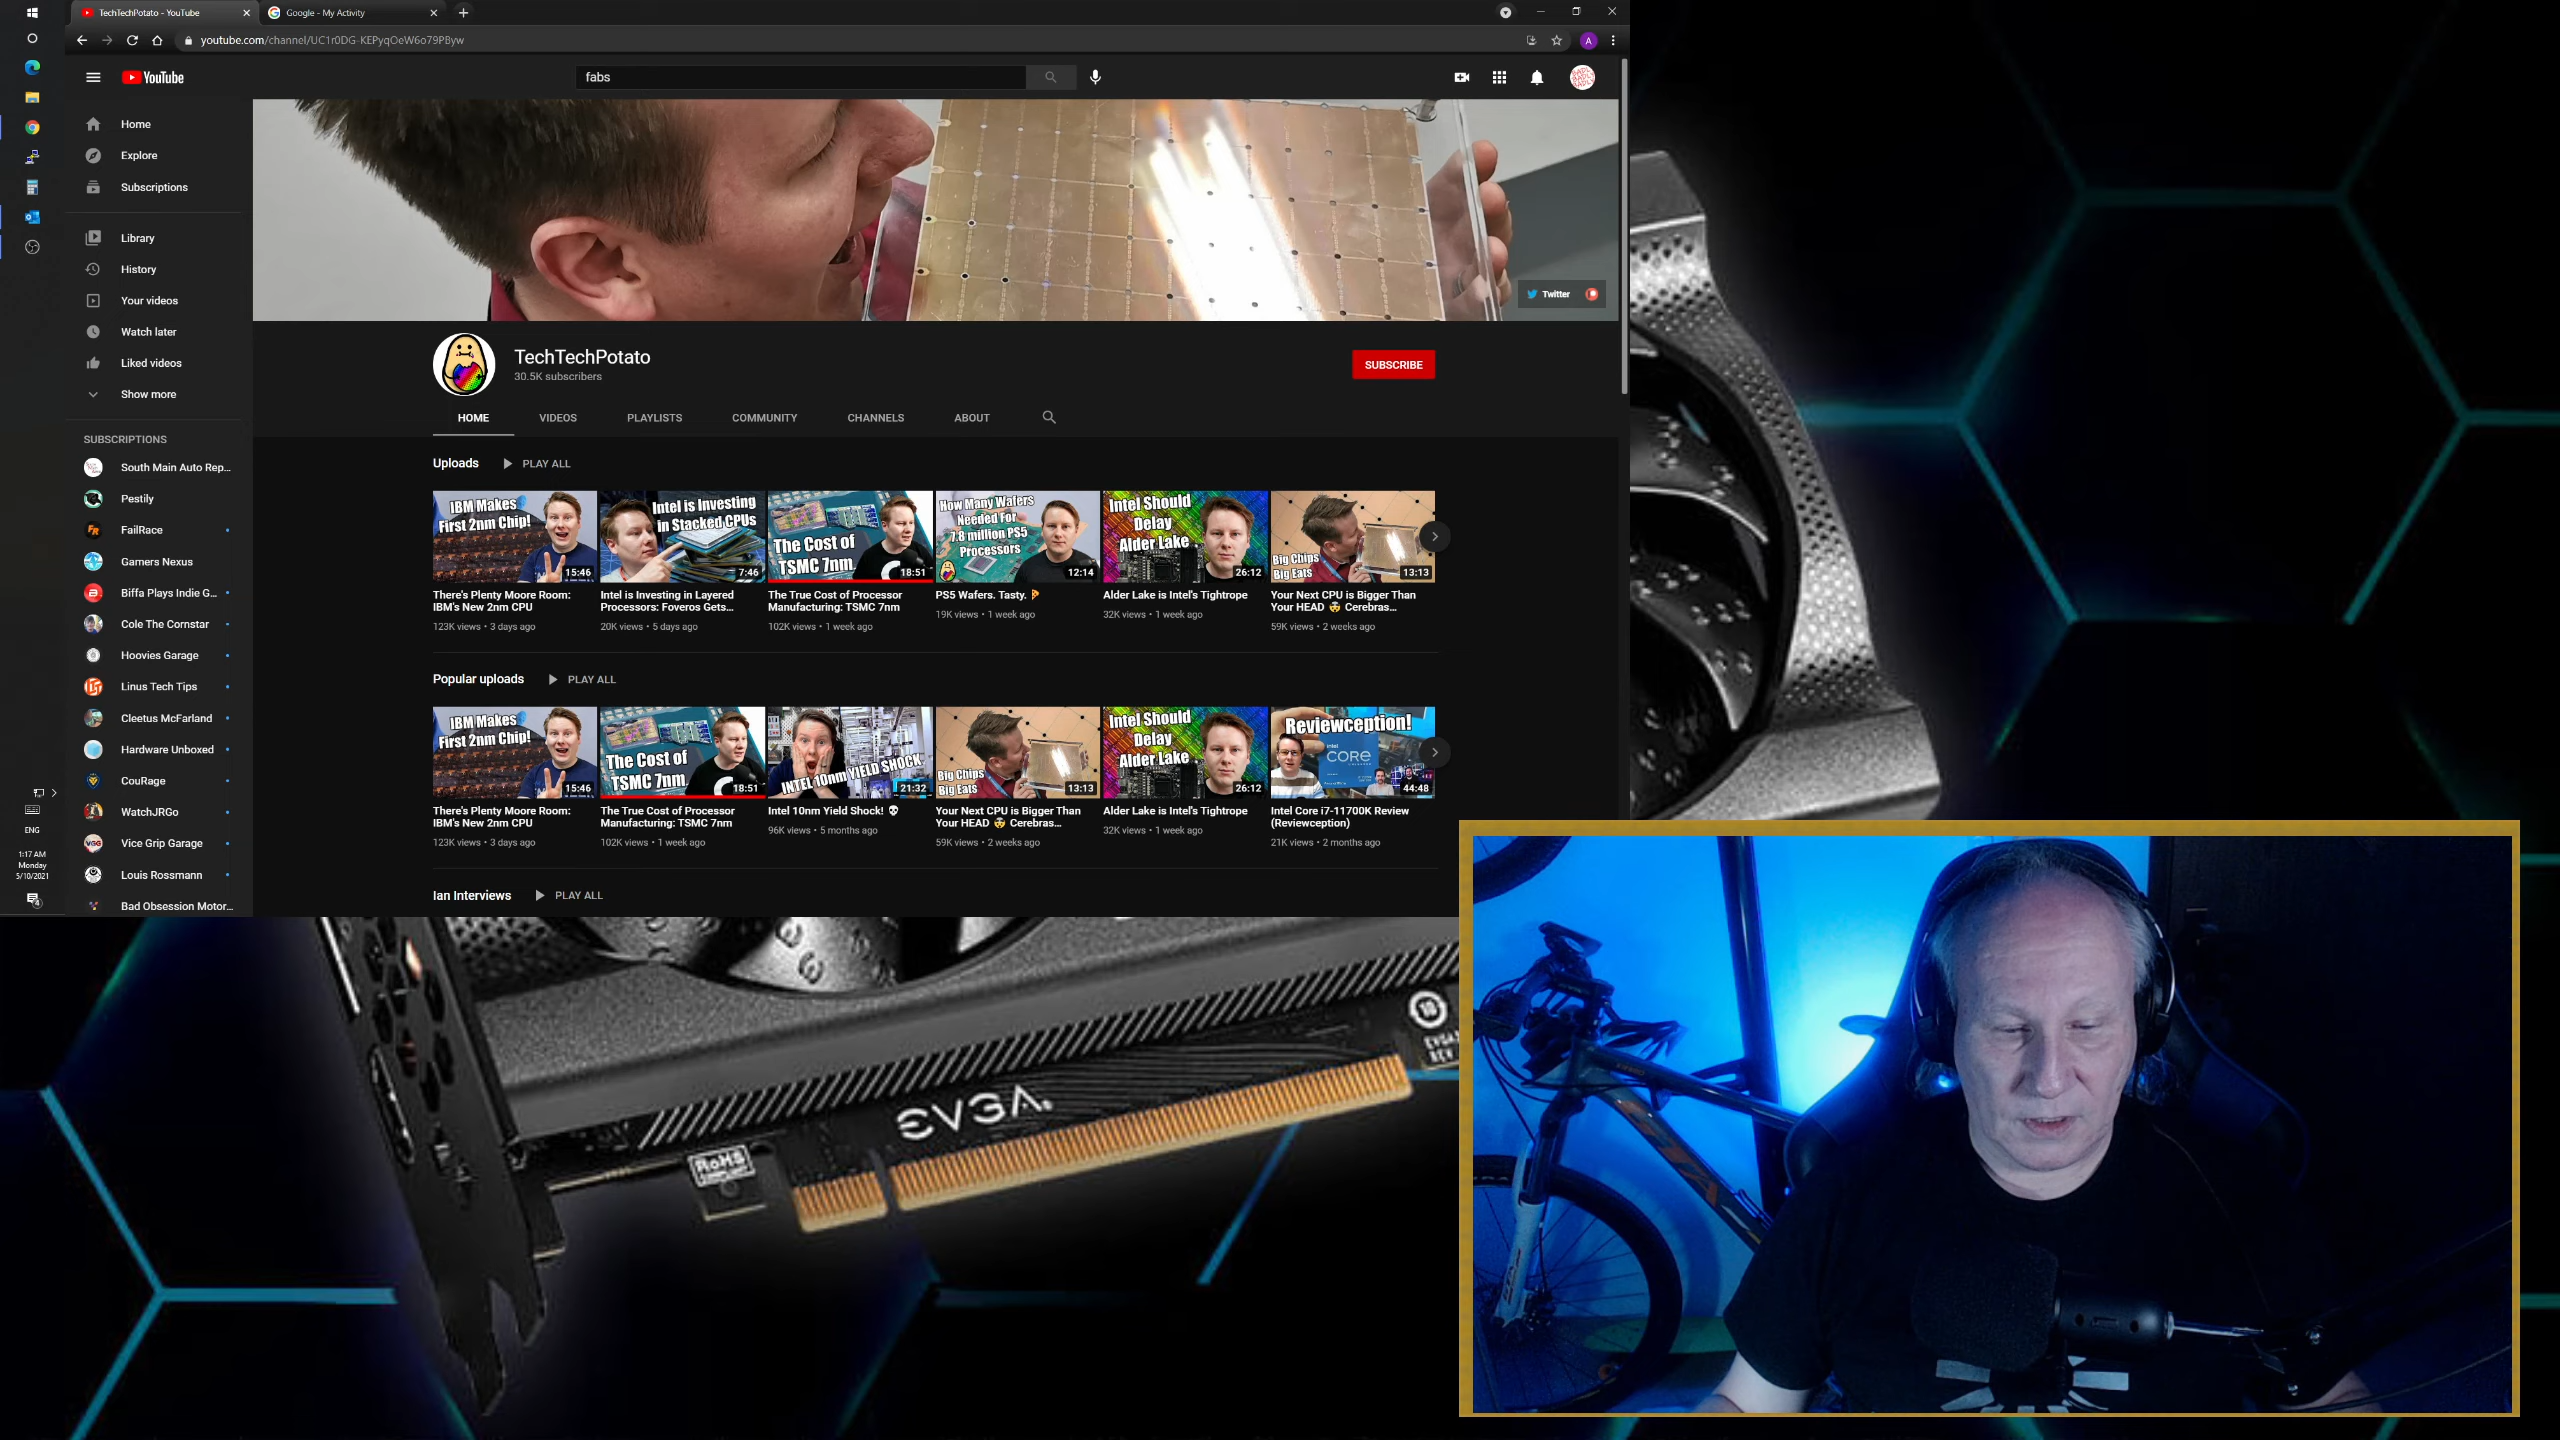 TechTechPotato - YouTube
Google - My Activity
youtube.com/channel/UC1r0DG-KEPyqOeW6o79PByw
A
YouTube
fabs
Home
Explore
Subscriptions
Library
History
Your videos
Watch later
Liked videos
Show more
SUBSCRIPTIONS
South Main Auto Rep...
Pestily
FailRace
Gamers Nexus
Biffa Plays Indie G...
Cole The Cornstar
Hoovies Garage
Linus Tech Tips
Cleetus McFarland
Hardware Unboxed
CouRage
WatchJRGo
Vice Grip Garage
Louis Rossmann
Bad Obsession Motor...
ENG
1:17 AM
Monday
5/10/2021
Twitter
TechTechPotato
30.5K subscribers
SUBSCRIBE
HOME VIDEOS PLAYLISTS COMMUNITY CHANNELS ABOUT
Uploads PLAY ALL
IBM Makes
First 2nm Chip!
15:46
There's Plenty Moore Room:
IBM's New 2nm CPU
123K views • 3 days ago
Intel is Investing
in Stacked CPUs
7:46
Intel is Investing in Layered
Processors: Foveros Gets...
20K views • 5 days ago
The Cost of
TSMC 7nm
18:51
The True Cost of Processor
Manufacturing: TSMC 7nm
102K views • 1 week ago
How Many Wafers
Needed For
7.8 million PS5
Processors
12:14
PS5 Wafers. Tasty.
19K views • 1 week ago
Intel Should
Delay
Alder Lake
26:12
Alder Lake is Intel's Tightrope
32K views • 1 week ago
Big Chips
Big Eats
13:13
Your Next CPU is Bigger Than
Your HEAD 🤯 Cerebras...
59K views • 2 weeks ago
Popular uploads PLAY ALL
IBM Makes
First 2nm Chip!
15:46
There's Plenty Moore Room:
IBM's New 2nm CPU
123K views • 3 days ago
The Cost of
TSMC 7nm
18:51
The True Cost of Processor
Manufacturing: TSMC 7nm
102K views • 1 week ago
INTEL 10nm YIELD SHOCK
21:32
Intel 10nm Yield Shock! 💀
96K views • 5 months ago
Big Chips
Big Eats
13:13
Your Next CPU is Bigger Than
Your HEAD 🤯 Cerebras...
59K views • 2 weeks ago
Intel Should
Delay
Alder Lake
26:12
Alder Lake is Intel's Tightrope
32K views • 1 week ago
Reviewception!
intel
CORE
44:48
Intel Core i7-11700K Review
(Reviewception)
21K views • 2 months ago
Ian Interviews PLAY ALL
EVGA
RoHS